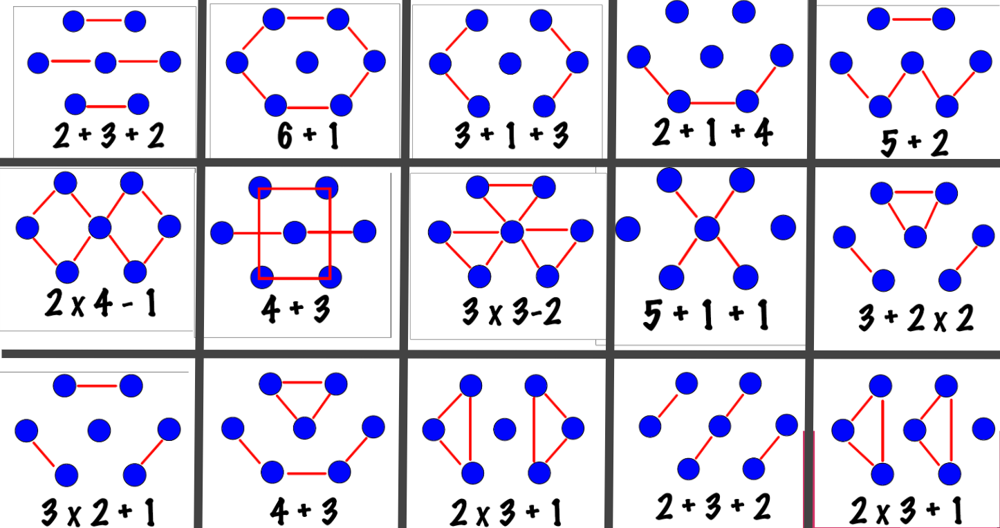 2 + 3 + 2
6 + 1
3 + 1 + 3
2 + 1 + 4
5 + 2
2 x 4 - 1
4 + 3
3 x 3-2
5 + 1 + 1
3 + 2 x 2
3 x 2 + 1
4 + 3
2 x 3 + 1
2 + 3 + 2
2 x 3 + 1